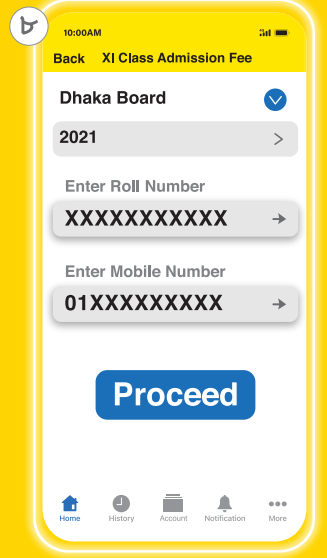 10:00AM
Back XI Class Admission Fee
Dhaka Board
2021
Enter Roll Number
XXXXXXXXXXX
Enter Mobile Number
01XXXXXXXXX
Proceed
Home History Account Notification More